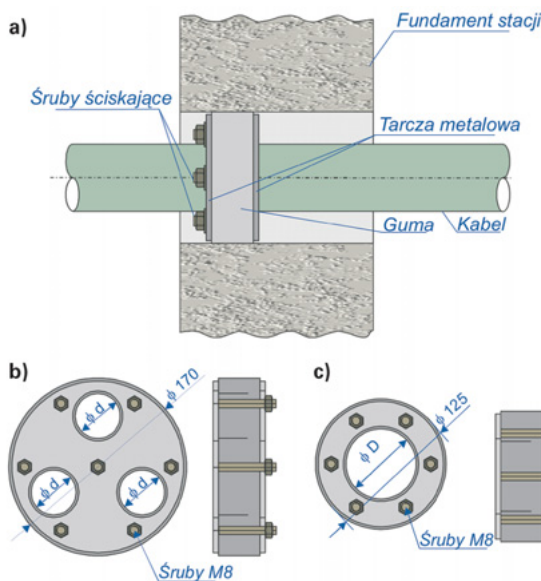 a)
Fundament stacji
Śruby ściskające
Tarcza metalowa
Guma
Kabel
b)
ϕ 170
ϕ d
ϕ d
ϕ d
Śruby M8
c)
ϕ 125
ϕ D
Śruby M8